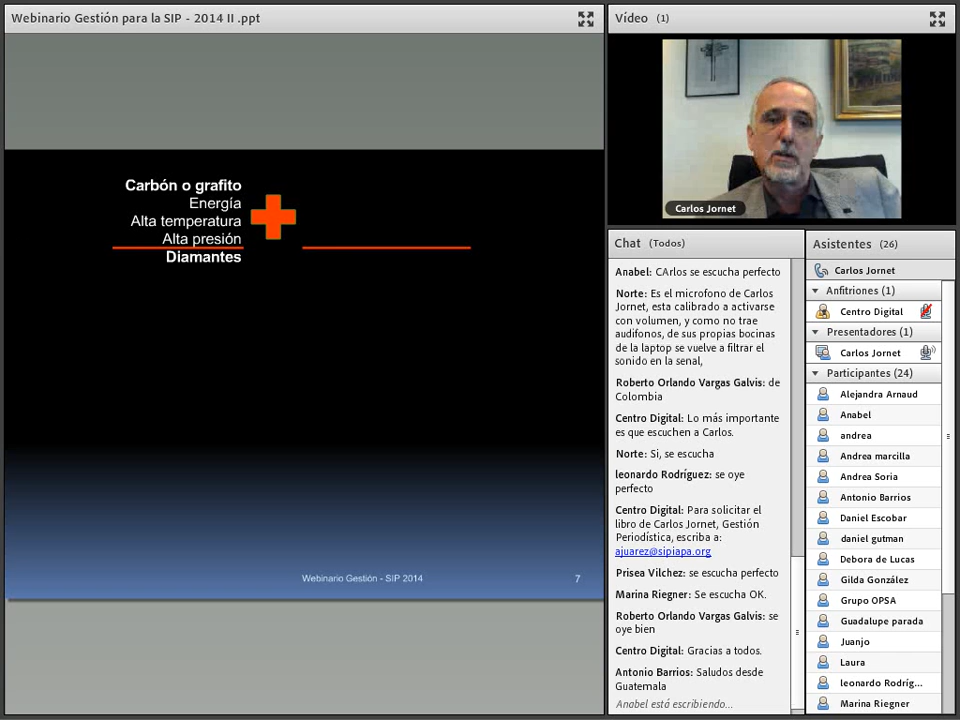 Webinario Gestión para la SIP - 2014 II .ppt
Carbón o grafito
Energía
Alta temperatura
Alta presión
Diamantes
Webinario Gestión - SIP 2014
7
Vídeo (1)
Carlos Jornet
Chat (Todos)
Anabel: CArlos se escucha perfecto
Norte: Es el microfono de Carlos
Jornet, esta calibrado a activarse
con volumen, y como no trae
audifonos, de sus propias bocinas
de la laptop se vuelve a filtrar el
sonido en la senal,
Roberto Orlando Vargas Galvis: de
Colombia
Centro Digital: Lo más importante
es que escuchen a Carlos.
Norte: Si, se escucha
leonardo Rodríguez: se oye
perfecto
Centro Digital: Para solicitar el
libro de Carlos Jornet, Gestión
Periodística, escriba a:
ajuarez@sipiapa.org
Prisea Vilchez: se escucha perfecto
Marina Riegner: Se escucha OK.
Roberto Orlando Vargas Galvis: se
oye bien
Centro Digital: Gracias a todos.
Antonio Barrios: Saludos desde
Guatemala
Anabel está escribiendo...
Asistentes (26)
Carlos Jornet
Anfitriones (1)
Centro Digital
Presentadores (1)
Carlos Jornet
Participantes (24)
Alejandra Arnaud
Anabel
andrea
Andrea marcilla
Andrea Soria
Antonio Barrios
Daniel Escobar
daniel gutman
Debora de Lucas
Gilda González
Grupo OPSA
Guadalupe parada
Juanjo
Laura
leonardo Rodríg...
Marina Riegner